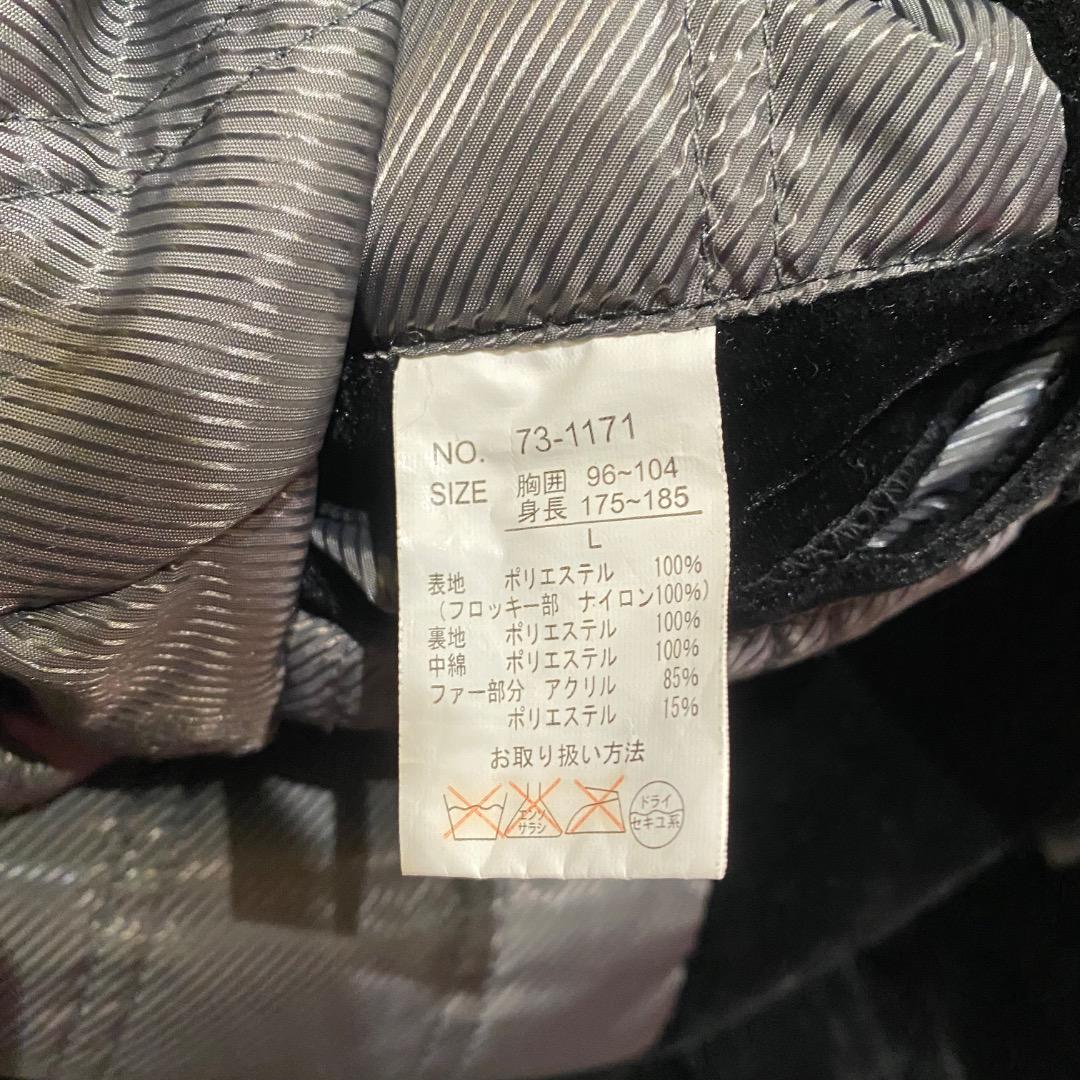 NO. 73-1171
SIZE 胸囲 96~104
身長 175~185
L
表地 ポリエステル 100%
(フロッキー部 ナイロン100%)
裏地 ポリエステル 100%
中綿 ポリエステル 100%
ファー部分 アクリル 85%
ポリエステル 15%
お取り扱い方法
エンソ
サラシ
ドライ
セキユ系